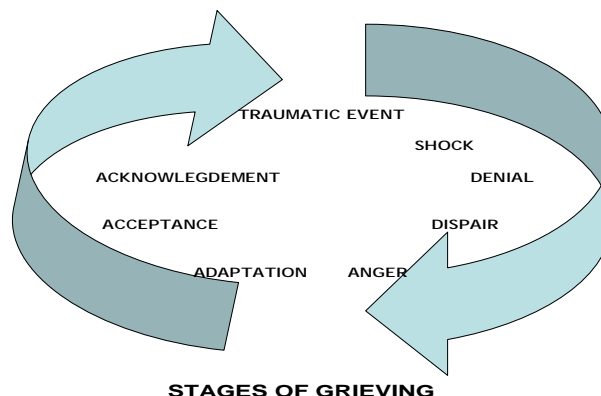 TRAUMATIC EVENT
SHOCK
ACKNOWLEGDEMENT
DENIAL
ACCEPTANCE
DISPAIR
ADAPTATION
ANGER
STAGES OF GRIEVING